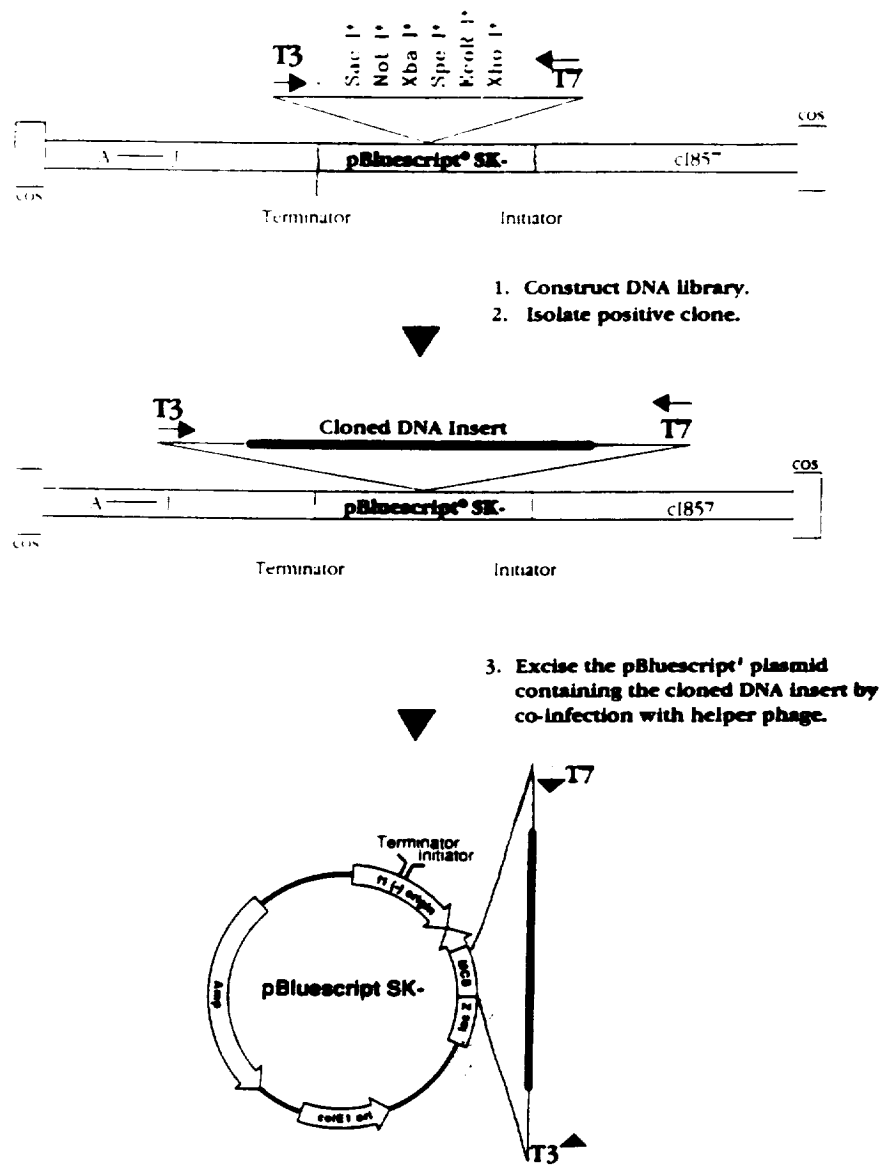 T3
Sac I*
Not I*
Xba I*
Spe I*
EcoR I*
Xho I*
T7
cos
A — J
pBluescript® SK-
cI857
cos
Terminator
Initiator
1. Construct DNA library.
2. Isolate positive clone.
T3
Cloned DNA Insert
T7
cos
A — J
pBluescript® SK-
cI857
cos
Terminator
Initiator
3. Excise the pBluescript® plasmid
containing the cloned DNA insert by
co-infection with helper phage.
T7
Terminator
Initiator
f1 (-) origin
MCS
lac Z
Amp
pBluescript SK-
colE1 ori
T3